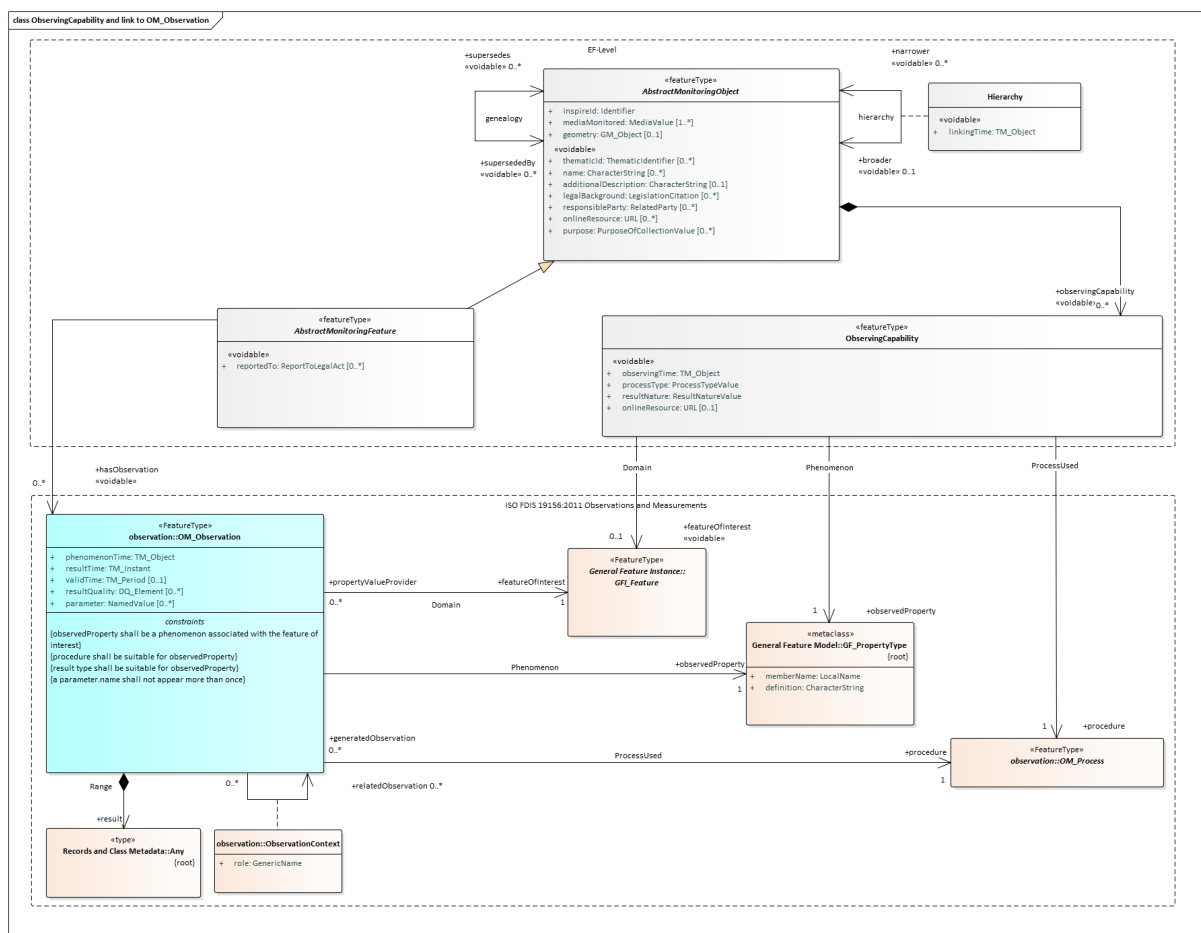 class ObservingCapability and link to OM_Observation
EF-Level
+supersedes
«voidable» 0..*
genealogy
+supersededBy
«voidable» 0..*
«featureType»
AbstractMonitoringObject
+ inspireId: Identifier
+ mediaMonitored: MediaValue [1..*]
+ geometry: GM_Object [0..1]
«voidable»
+ thematicId: ThematicIdentifier [0..*]
+ name: CharacterString [0..*]
+ additionalDescription: CharacterString [0..1]
+ legalBackground: LegislationCitation [0..*]
+ responsibleParty: RelatedParty [0..*]
+ onlineResource: URL [0..*]
+ purpose: PurposeOfCollectionValue [0..*]
+narrower
«voidable» 0..*
hierarchy
+broader
«voidable» 0..1
Hierarchy
«voidable»
+ linkingTime: TM_Object
+observingCapability
«voidable»
0..*
«featureType»
AbstractMonitoringFeature
«voidable»
+ reportedTo: ReportToLegalAct [0..*]
«featureType»
ObservingCapability
«voidable»
+ observingTime: TM_Object
+ processType: ProcessTypeValue
+ resultNature: ResultNatureValue
+ onlineResource: URL [0..1]
+hasObservation
0..*
«voidable»
Domain
Phenomenon
ProcessUsed
ISO FDIS 19156:2011 Observations and Measurements
«FeatureType»
observation::OM_Observation
+ phenomenonTime: TM_Object
+ resultTime: TM_Instant
+ validTime: TM_Period [0..1]
+ resultQuality: DQ_Element [0..*]
+ parameter: NamedValue [0..*]
constraints
{observedProperty shall be a phenomenon associated with the feature of
interest}
{procedure shall be suitable for observedProperty}
{result type shall be suitable for observedProperty}
{a parameter.name shall not appear more than once}
+featureOfInterest
0..1
«voidable»
«FeatureType»
General Feature Instance::
GFI_Feature
+propertyValueProvider
0..*
Domain
+featureOfInterest
1
+observedProperty
1
«metaclass»
General Feature Model::GF_PropertyType
{root}
+ memberName: LocalName
+ definition: CharacterString
Phenomenon
+observedProperty
1
+generatedObservation
0..*
ProcessUsed
+procedure
1
1
+procedure
«FeatureType»
observation::OM_Process
Range
+result
0..*
+relatedObservation 0..*
«type»
Records and Class Metadata::Any
{root}
observation::ObservationContext
+ role: GenericName